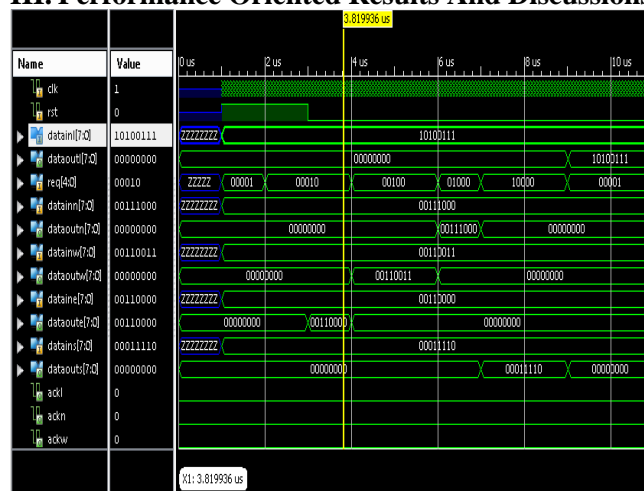 III. Performance Oriented Results And Discussions
3.819936 us
Name Value 0 us 2 us 4 us 6 us 8 us 10 us
clk 1
rst 0
datainl[7:0] 10100111 ZZZZZZZZ 10100111
dataoutl[7:0] 00000000 00000000 10100111
req[4:0] 00010 ZZZZZ 00001 00010 00100 01000 10000 00001
datainn[7:0] 00111000 ZZZZZZZZ 00111000
dataoutn[7:0] 00000000 00000000 00111000 00000000
datainw[7:0] 00110011 ZZZZZZZZ 00110011
dataoutw[7:0] 00000000 00000000 00110011 00000000
dataine[7:0] 00110000 ZZZZZZZZ 00110000
dataoute[7:0] 00110000 00000000 00110000 00000000
datains[7:0] 00011110 ZZZZZZZZ 00011110
dataouts[7:0] 00000000 00000000 00011110 00000000
ackl 0
ackn 0
ackw 0
X1: 3.819936 us